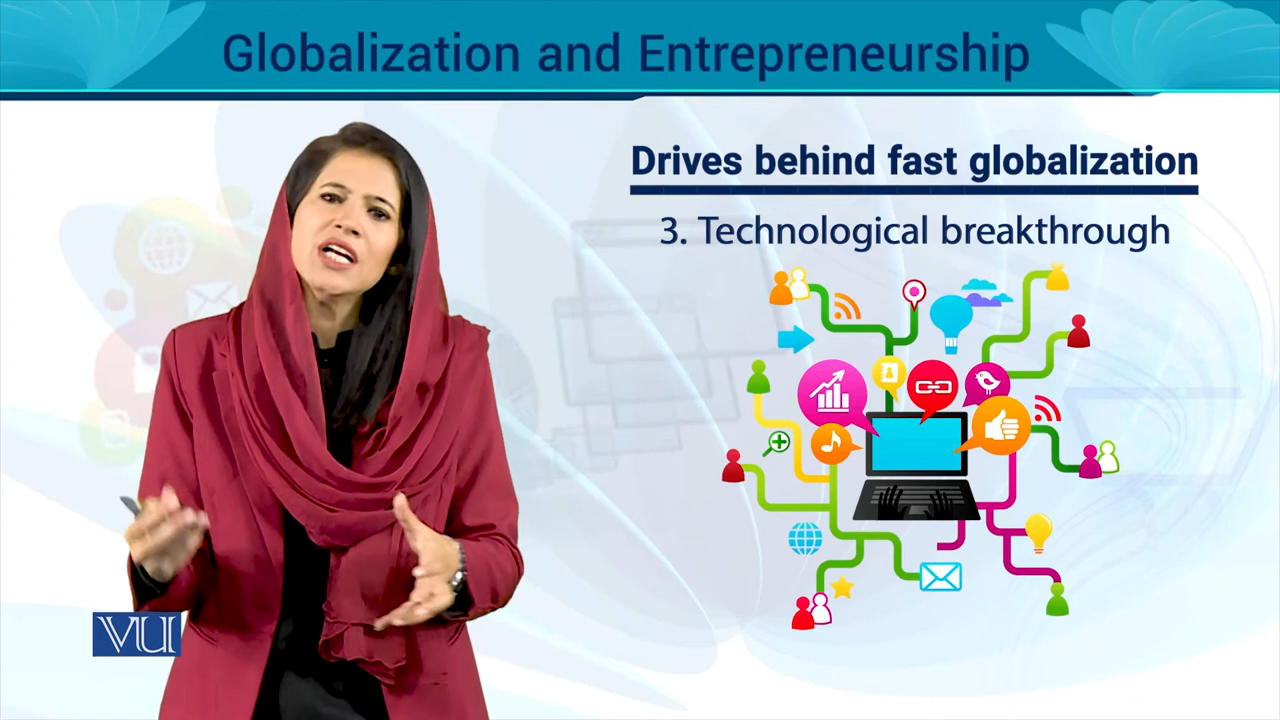 Globalization and Entrepreneurship
Drives behind fast globalization
3. Technological breakthrough
VU